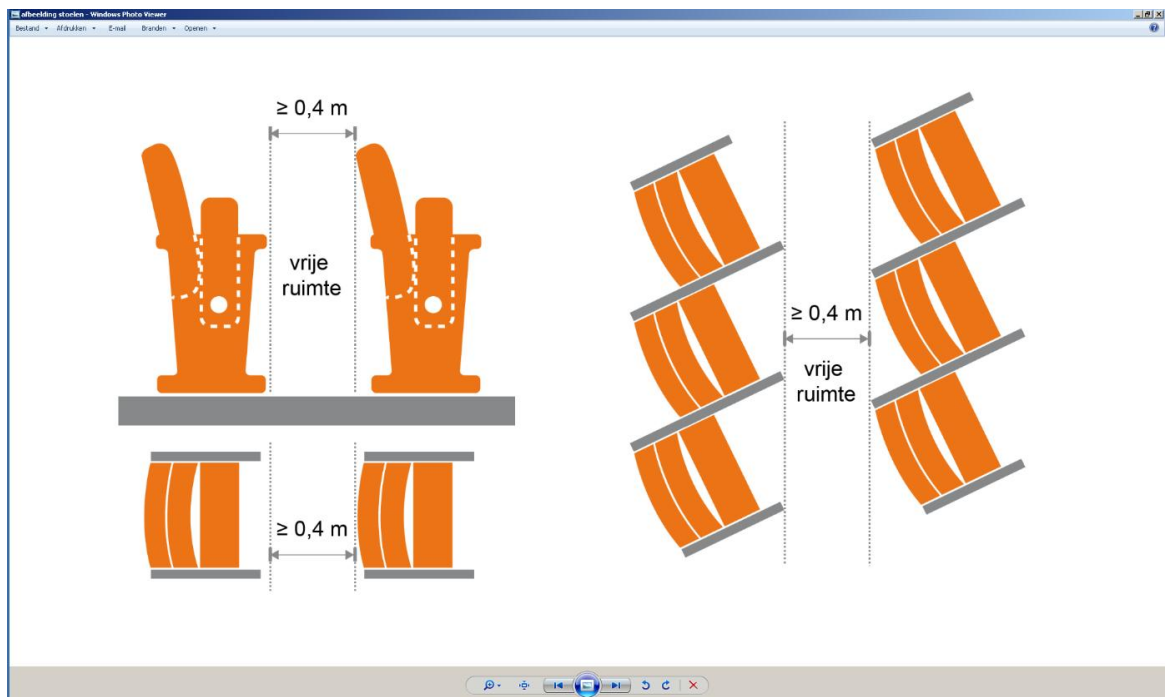 afbeelding stoelen - Windows Photo Viewer
Bestand Afdrukken E-mail Branden Openen
≥ 0,4 m
vrije
ruimte
≥ 0,4 m
≥ 0,4 m
vrije
ruimte